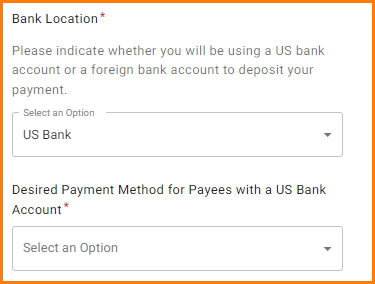 Bank Location*
Please indicate whether you will be using a US bank
account or a foreign bank account to deposit your
payment.
Select an Option
US Bank
Desired Payment Method for Payees with a US Bank
Account*
Select an Option